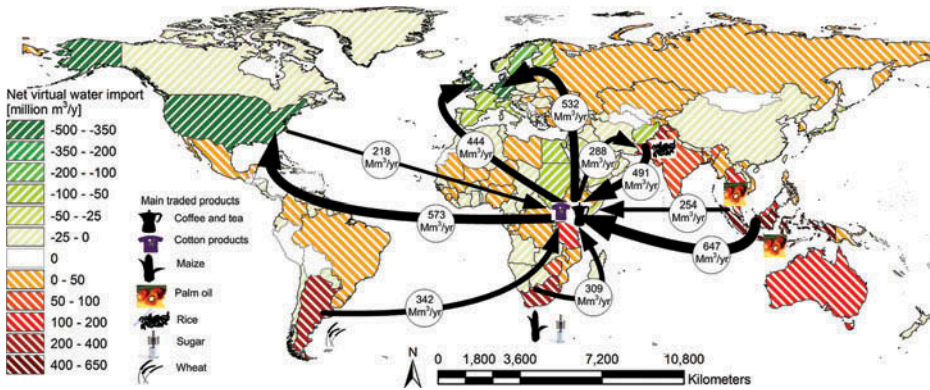 Net virtual water import
[million m³/y]
-500 - -350
-350 - -200
-200 - -100
-100 - -50
-50 - -25
-25 - 0
0
0 - 50
50 - 100
100 - 200
200 - 400
400 - 650
Main traded products
Coffee and tea
Cotton products
Maize
Palm oil
Rice
Sugar
Wheat
218
Mm³/yr
444
Mm³/yr
532
Mm³/yr
288
Mm³/yr
491
Mm³/yr
254
Mm³/yr
573
Mm³/yr
647
Mm³/yr
342
Mm³/yr
309
Mm³/yr
N
0 1,800 3,600 7,200 10,800
Kilometers